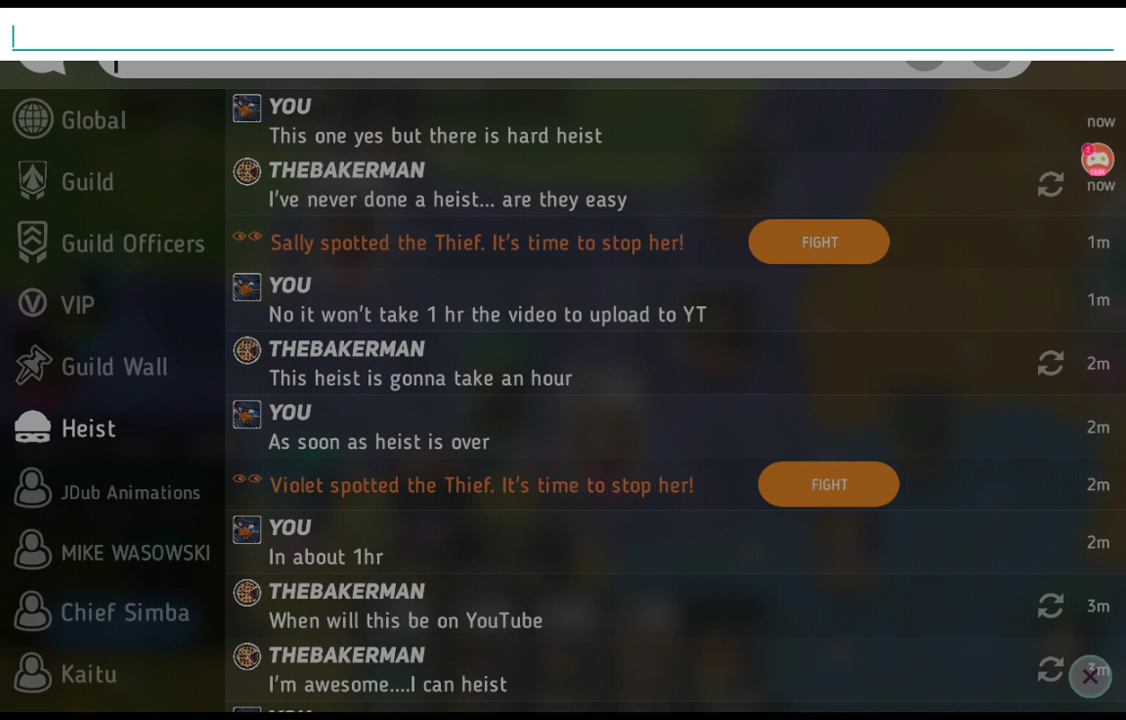 Global
Guild
Guild Officers
VIP
Guild Wall
Heist
JDub Animations
MIKE WASOWSKI
Chief Simba
Kaitu
YOU
This one yes but there is hard heist
now
THEBAKERMAN
I've never done a heist... are they easy
now
Sally spotted the Thief. It's time to stop her!
FIGHT
1m
YOU
No it won't take 1 hr the video to upload to YT
1m
THEBAKERMAN
This heist is gonna take an hour
2m
YOU
As soon as heist is over
2m
Violet spotted the Thief. It's time to stop her!
FIGHT
2m
YOU
In about 1hr
2m
THEBAKERMAN
When will this be on YouTube
3m
THEBAKERMAN
I'm awesome....I can heist
3m